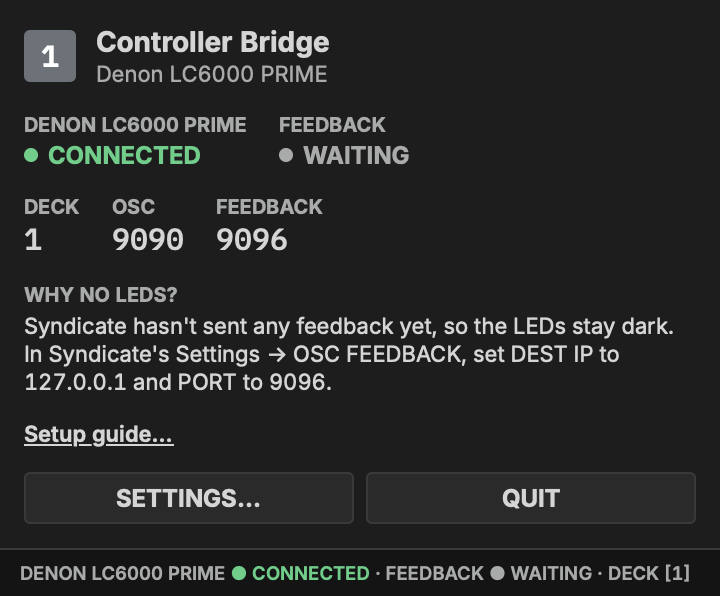 1
Controller Bridge
Denon LC6000 PRIME
DENON LC6000 PRIME FEEDBACK
CONNECTED WAITING
DECK OSC FEEDBACK
1 9090 9096
WHY NO LEDS?
Syndicate hasn't sent any feedback yet, so the LEDs stay dark.
In Syndicate's Settings → OSC FEEDBACK, set DEST IP to
127.0.0.1 and PORT to 9096.
Setup guide...
SETTINGS... QUIT
DENON LC6000 PRIME ● CONNECTED · FEEDBACK ● WAITING · DECK [1]